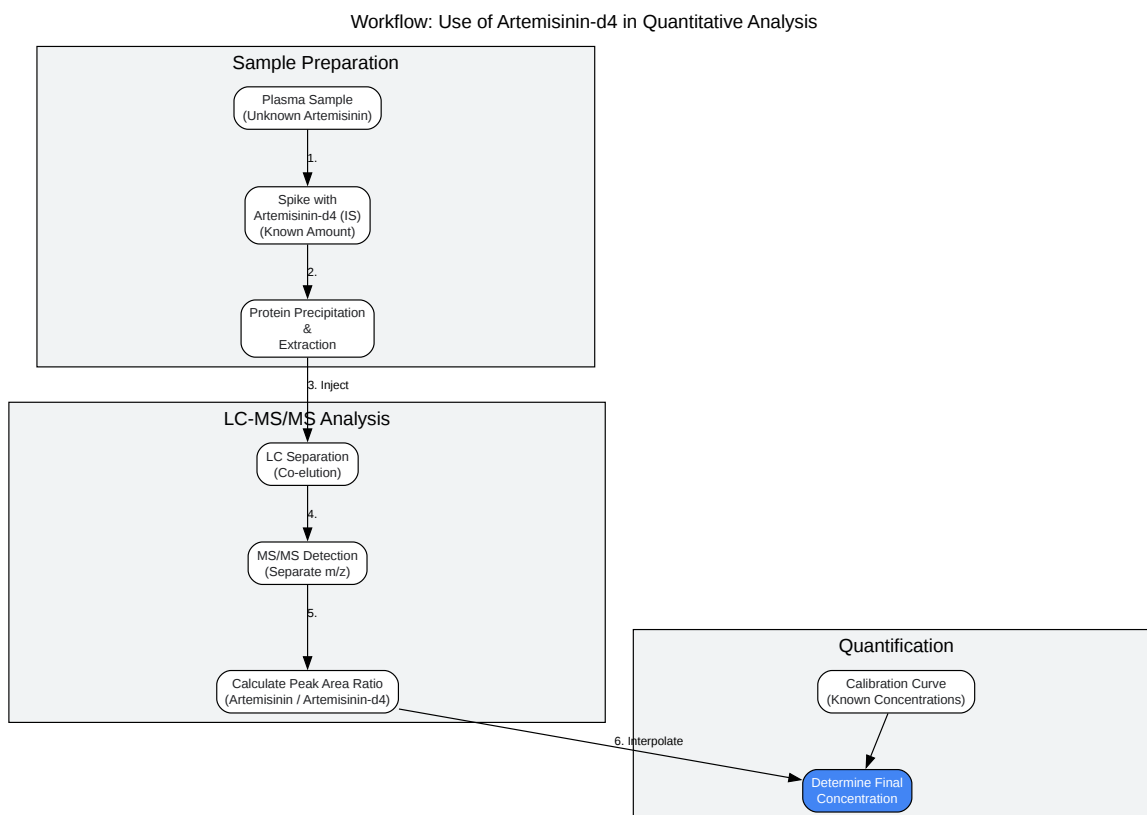 Workflow: Use of Artemisinin-d4 in Quantitative Analysis
Sample Preparation
Plasma Sample
(Unknown Artemisinin)
1.
Spike with
Artemisinin-d4 (IS)
(Known Amount)
2.
Protein Precipitation
&
Extraction
3. Inject
LC-MS/MS Analysis
LC Separation
(Co-elution)
4.
MS/MS Detection
(Separate m/z)
5.
Calculate Peak Area Ratio
(Artemisinin / Artemisinin-d4)
6. Interpolate
Quantification
Calibration Curve
(Known Concentrations)
Determine Final
Concentration